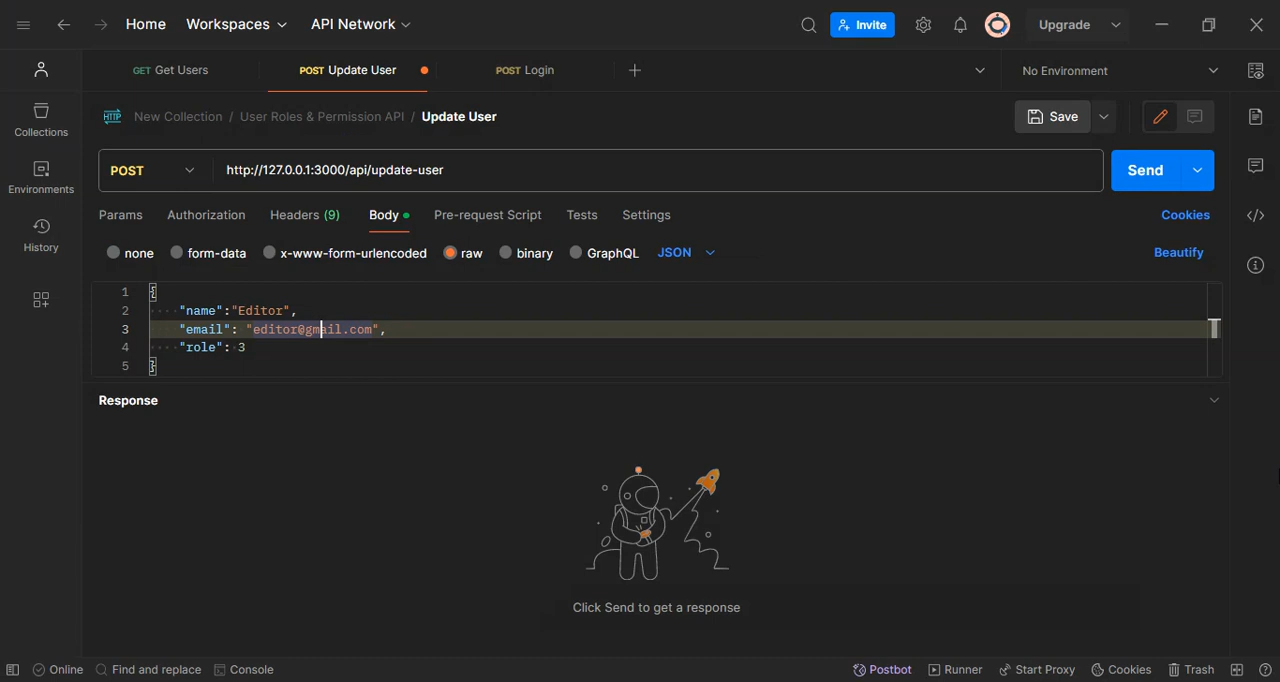 Home Workspaces API Network Invite Upgrade
GET Get Users POST Update User POST Login No Environment
HTTP New Collection / User Roles & Permission API / Update User Save
Collections
Environments
History
POST http://127.0.0.1:3000/api/update-user Send
Params Authorization Headers (9) Body Pre-request Script Tests Settings Cookies
none form-data x-www-form-urlencoded raw binary GraphQL JSON Beautify
1 {
2 "name":"Editor",
3 "email": "editor@gmail.com",
4 "role": 3
5 }
Response
Click Send to get a response
Online Find and replace Console Postbot Runner Start Proxy Cookies Trash